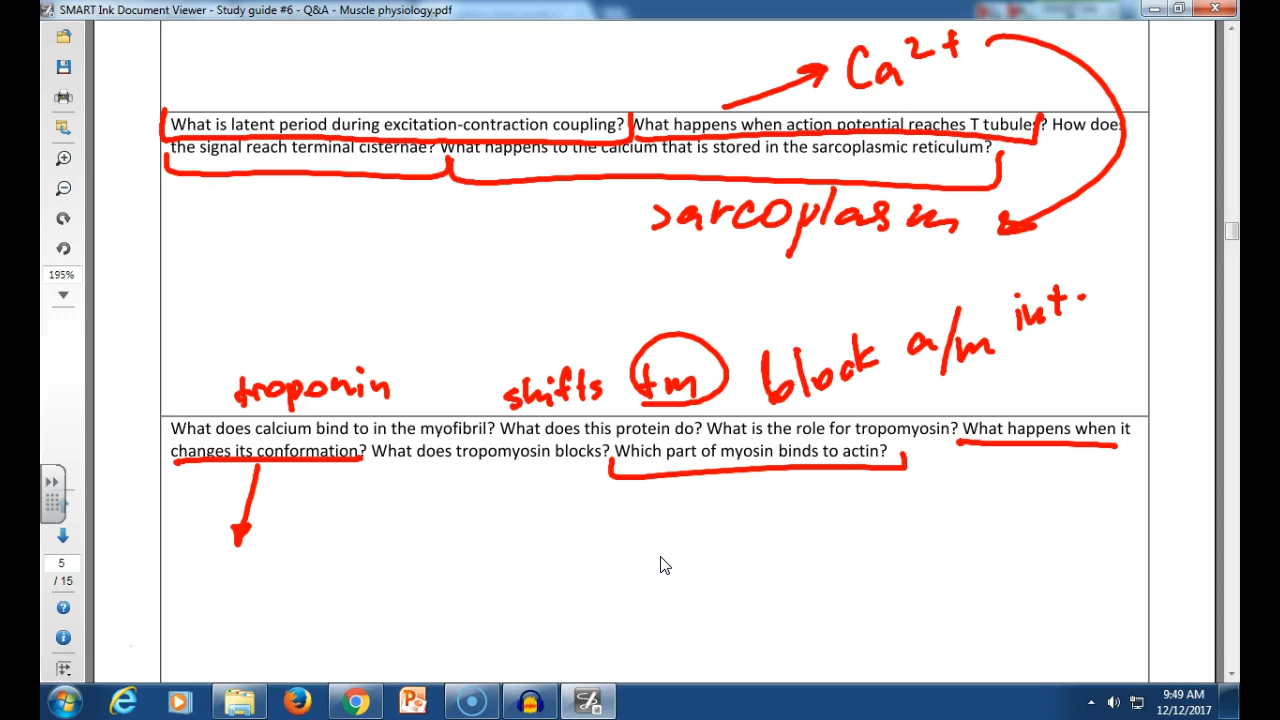 SMART Ink Document Viewer - Study guide #6 - Q&A - Muscle physiology.pdf
Ca2+
What is latent period during excitation-contraction coupling? What happens when action potential reaches T tubules? How does
the signal reach terminal cisternae? What happens to the calcium that is stored in the sarcoplasmic reticulum?
sarcoplasm
195%
troponin shifts tm block a/m int.
What does calcium bind to in the myofibril? What does this protein do? What is the role for tropomyosin? What happens when it
changes its conformation? What does tropomyosin blocks? Which part of myosin binds to actin?
5
/ 15
9:49 AM
12/12/2017